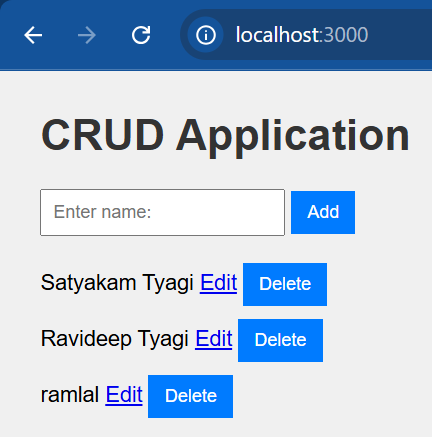 localhost:3000
CRUD Application
Enter name: Add
Satyakam Tyagi Edit Delete
Ravideep Tyagi Edit Delete
ramlal Edit Delete